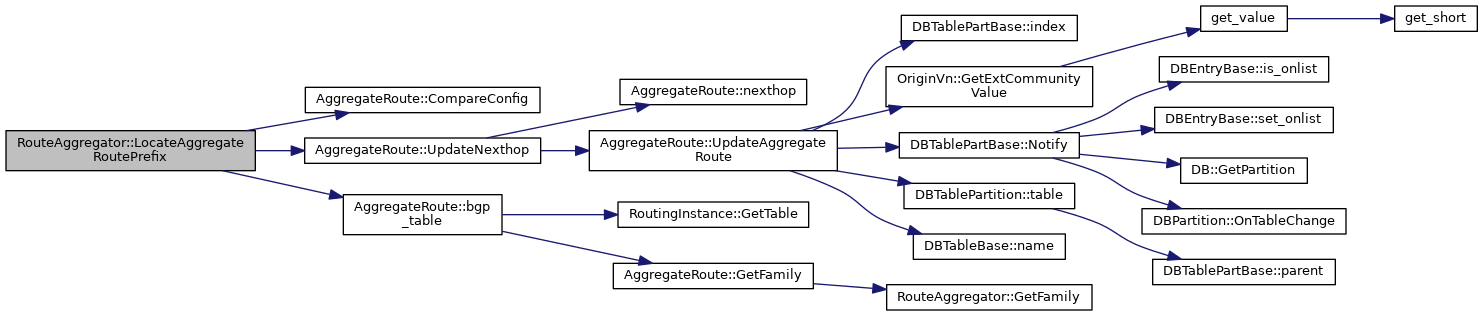 RouteAggregator::LocateAggregate
RoutePrefix
AggregateRoute::CompareConfig
AggregateRoute::UpdateNexthop
AggregateRoute::bgp
_table
AggregateRoute::nexthop
AggregateRoute::UpdateAggregate
Route
RoutingInstance::GetTable
AggregateRoute::GetFamily
DBTablePartBase::index
OriginVn::GetExtCommunity
Value
DBTablePartBase::Notify
DBTablePartition::table
DBTableBase::name
RouteAggregator::GetFamily
get_value
get_short
DBEntryBase::is_onlist
DBEntryBase::set_onlist
DB::GetPartition
DBPartition::OnTableChange
DBTablePartBase::parent